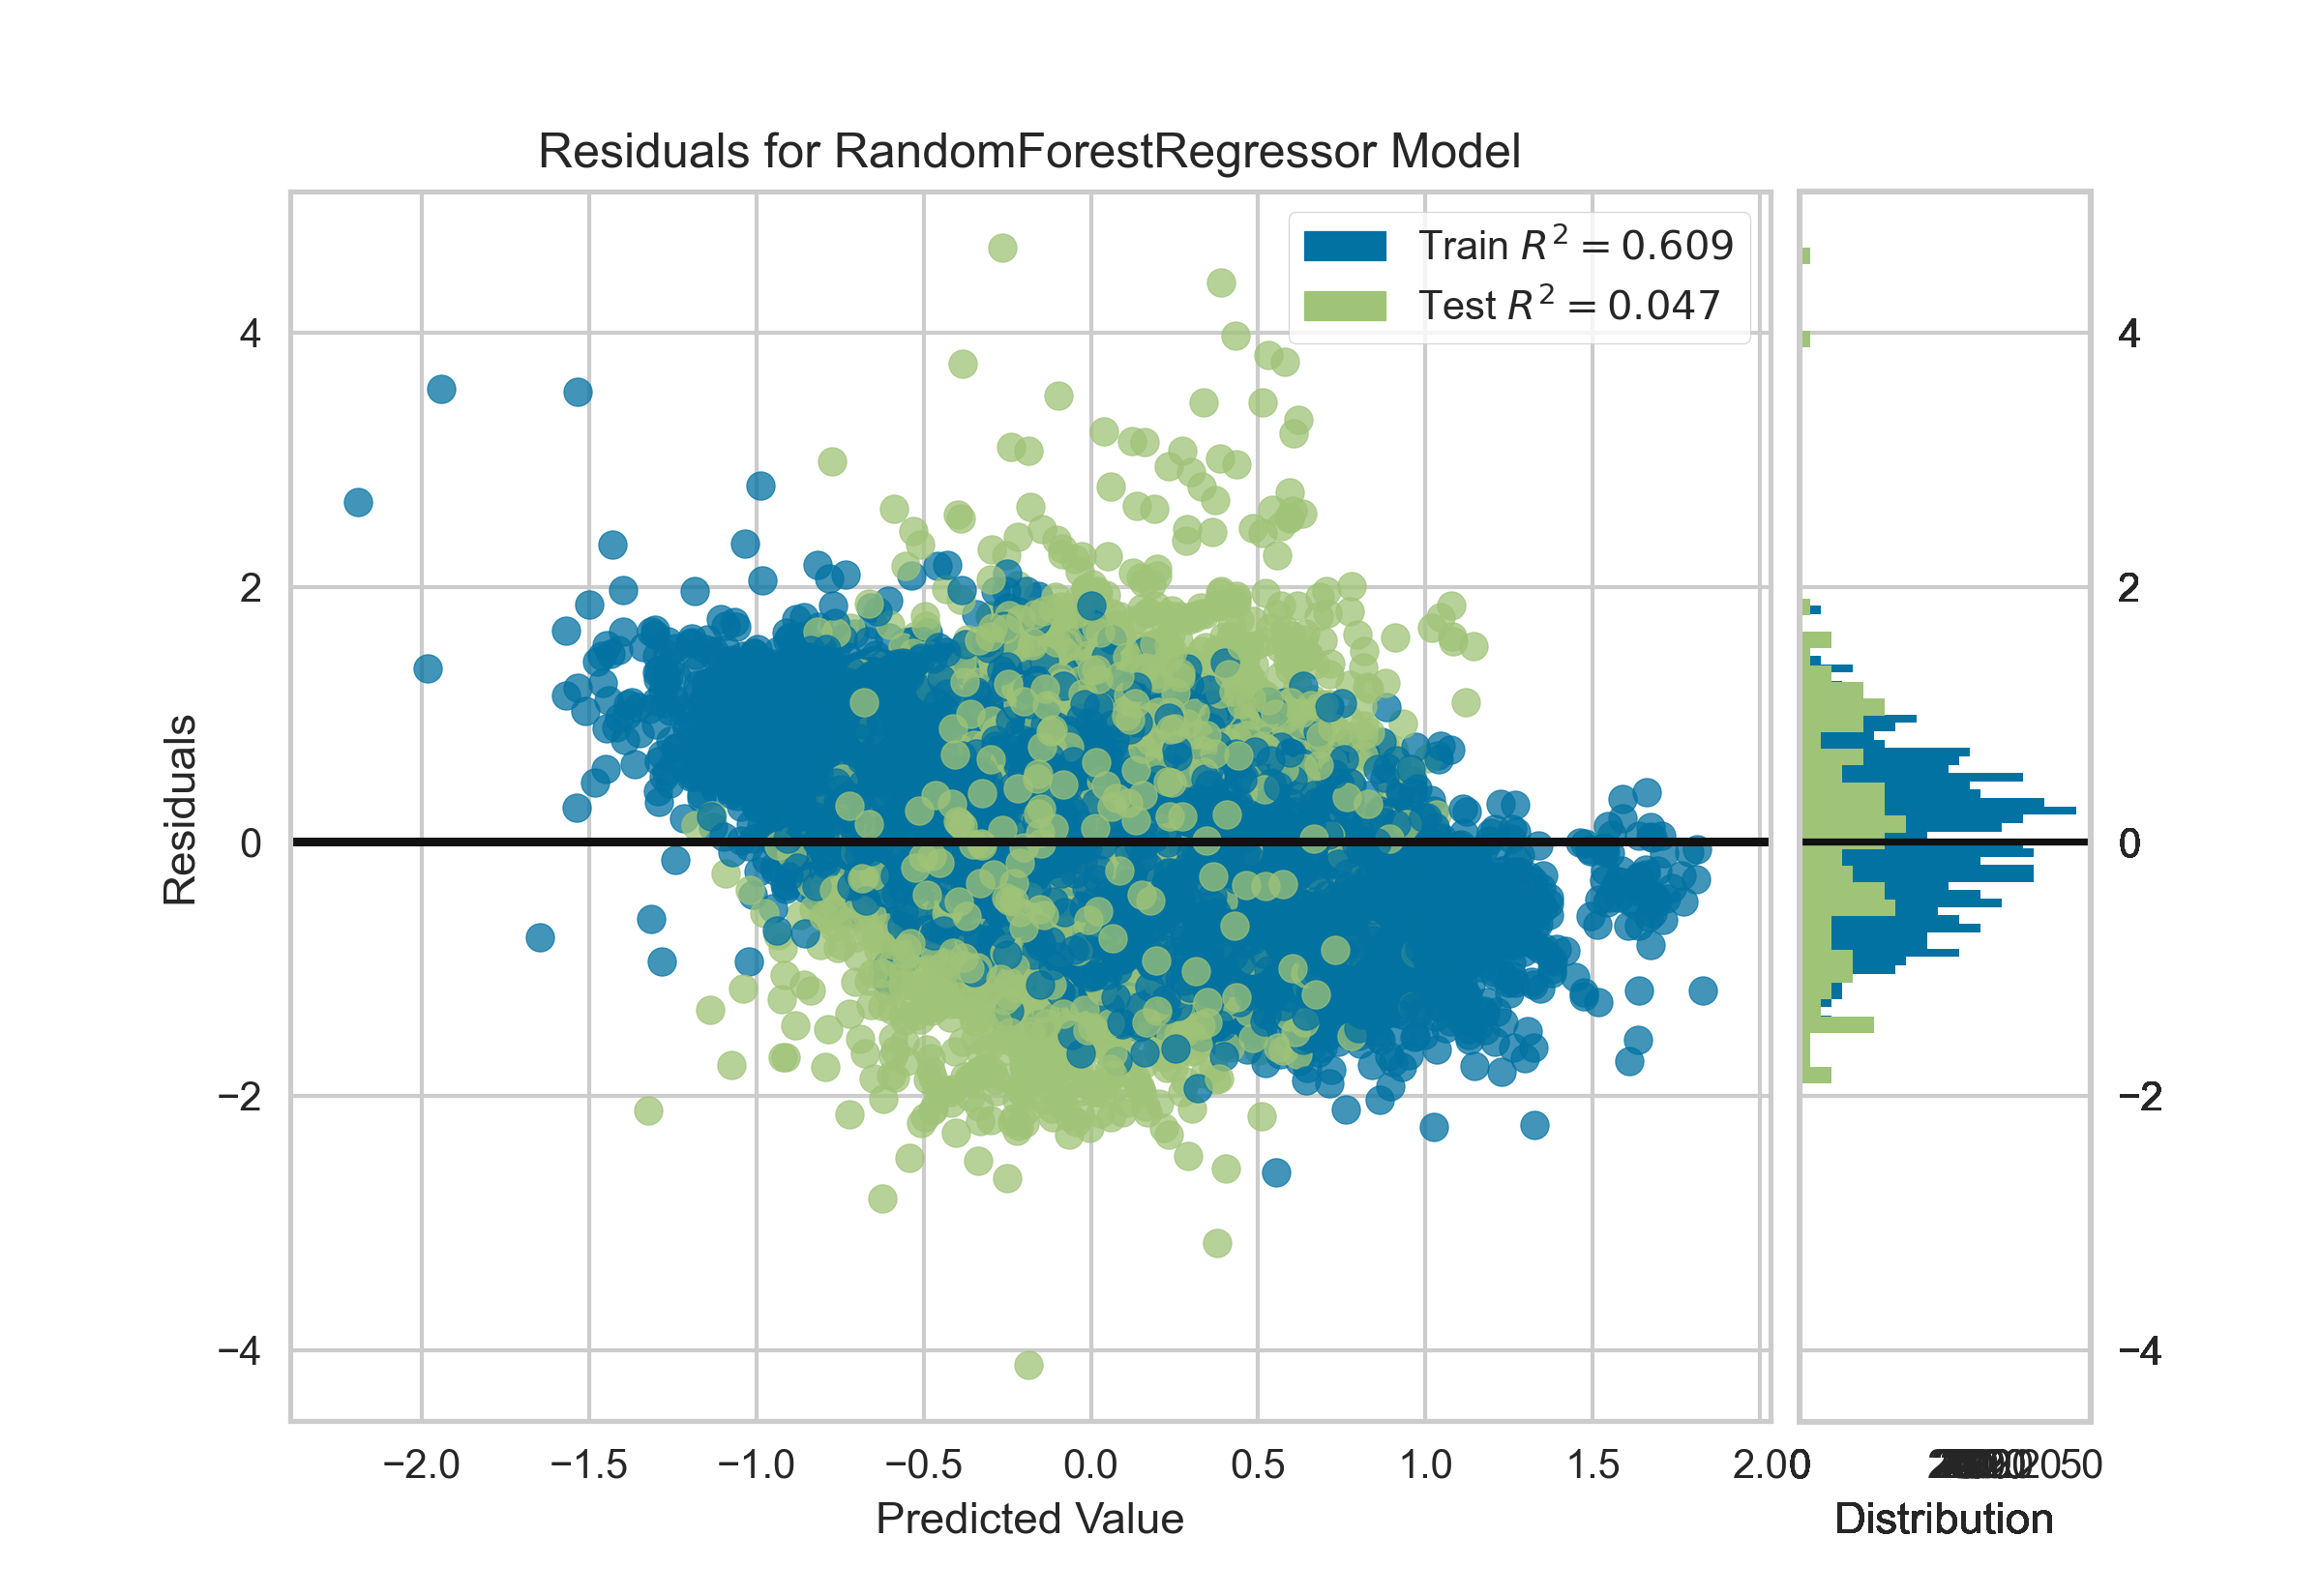 Residuals for RandomForestRegressor Model
Train R² = 0.609
Test R² = 0.047
4
2
0
−2
−4
Residuals
4
2
0
−2
−4
−2.0 −1.5 −1.0 −0.5 0.0 0.5 1.0 1.5 2.0
0 50
Predicted Value
Distribution